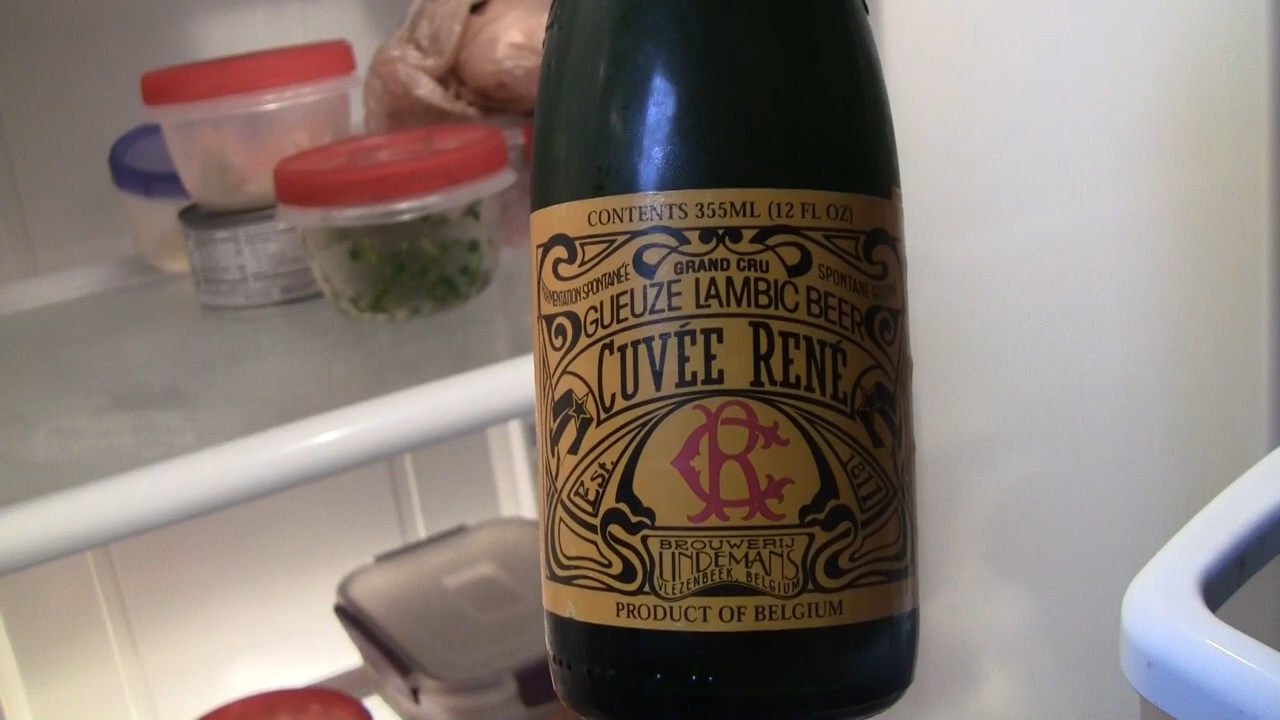 CONTENTS 355ML (12 FL OZ)
GRAND CRU
FERMENTATION SPONTANÉE
SPONTANE
GUEUZE LAMBIC BEER
CUVÉE RENÉ
EST.
1811
CR
BROUWERIJ
LINDEMANS
VLEZENBEEK, BELGIUM
PRODUCT OF BELGIUM